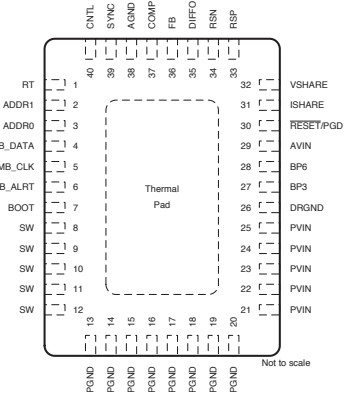 CNTL
SYNC
AGND
COMP
FB
DIFFO
RSN
RSP
40
39
38
37
36
35
34
33
RT 1
ADDR1 2
ADDR0 3
B_DATA 4
MB_CLK 5
B_ALRT 6
BOOT 7
SW 8
SW 9
SW 10
SW 11
SW 12
Thermal
Pad
32 VSHARE
31 ISHARE
30 RESET/PGD
29 AVIN
28 BP6
27 BP3
26 DRGND
25 PVIN
24 PVIN
23 PVIN
22 PVIN
21 PVIN
13
14
15
16
17
18
19
20
PGND
PGND
PGND
PGND
PGND
PGND
PGND
PGND
Not to scale